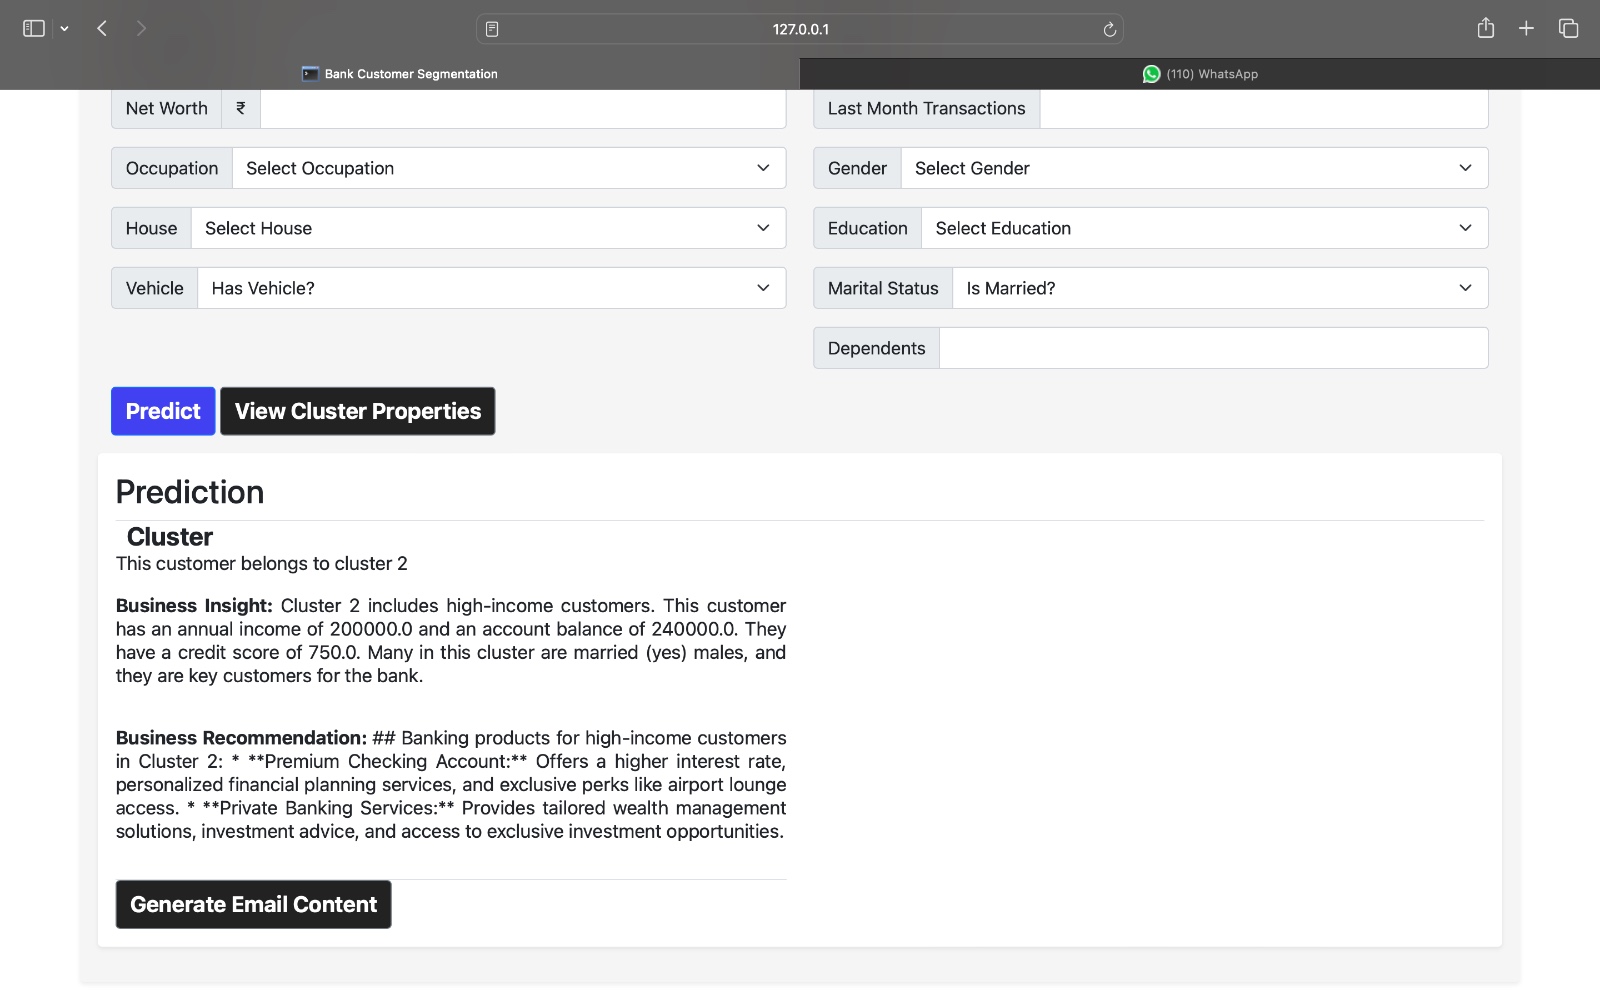 127.0.0.1
Bank Customer Segmentation
(110) WhatsApp
Net Worth ₹
Last Month Transactions
Occupation Select Occupation
Gender Select Gender
House Select House
Education Select Education
Vehicle Has Vehicle?
Marital Status Is Married?
Dependents
Predict View Cluster Properties
Prediction
Cluster
This customer belongs to cluster 2
Business Insight: Cluster 2 includes high-income customers. This customer
has an annual income of 200000.0 and an account balance of 240000.0. They
have a credit score of 750.0. Many in this cluster are married (yes) males, and
they are key customers for the bank.
Business Recommendation: ## Banking products for high-income customers
in Cluster 2: * **Premium Checking Account:** Offers a higher interest rate,
personalized financial planning services, and exclusive perks like airport lounge
access. * **Private Banking Services:** Provides tailored wealth management
solutions, investment advice, and access to exclusive investment opportunities.
Generate Email Content